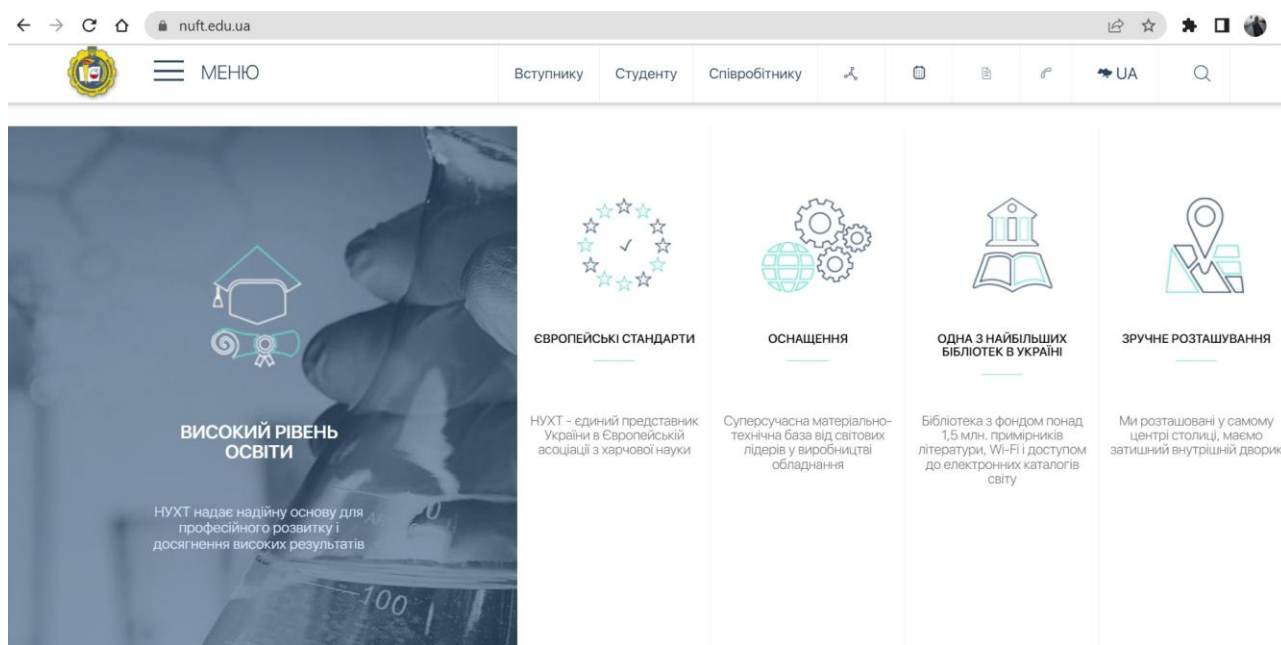 nuft.edu.ua
МЕНЮ
Вступнику
Студенту
Співробітнику
UA
ВИСОКИЙ РІВЕНЬ
ОСВІТИ
НУХТ надає надійну основу для
професійного розвитку і
досягнення високих результатів
100
ЄВРОПЕЙСЬКІ СТАНДАРТИ
НУХТ - єдиний представник
України в Європейській
асоціації з харчової науки
ОСНАЩЕННЯ
Суперсучасна матеріально-
технічна база від світових
лідерів у виробництві
обладнання
ОДНА З НАЙБІЛЬШИХ
БІБЛІОТЕК В УКРАЇНІ
Бібліотека з фондом понад
1,5 млн. примірників
літератури, Wi-Fi і доступом
до електронних каталогів
світу
ЗРУЧНЕ РОЗТАШУВАННЯ
Ми розташовані у самому
центрі столиці, маємо
затишний внутрішній дворик